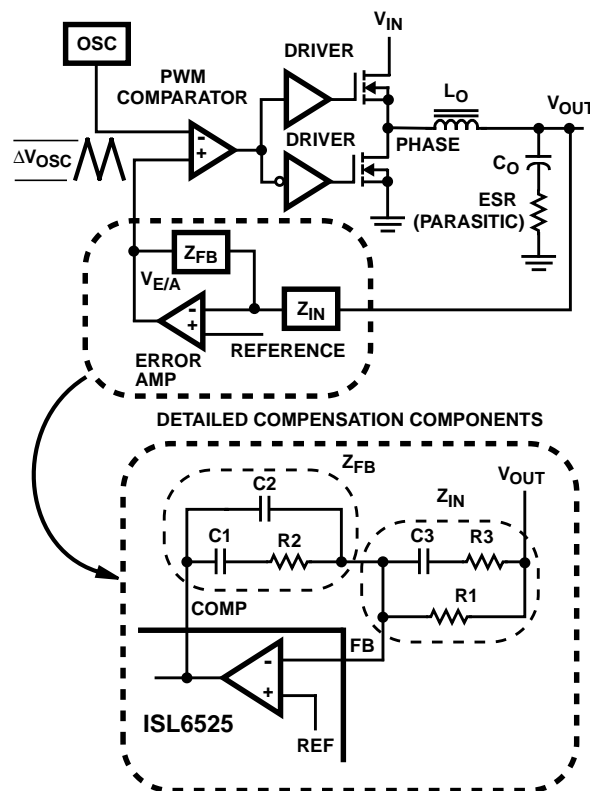 V_IN
OSC
DRIVER
PWM
COMPARATOR
L_O
V_OUT
DRIVER
ΔV_OSC
PHASE
C_O
ESR
(PARASITIC)
Z_FB
V_E/A
Z_IN
REFERENCE
ERROR
AMP
DETAILED COMPENSATION COMPONENTS
Z_FB
V_OUT
C2
Z_IN
C1
R2
C3
R3
R1
COMP
FB
ISL6525
REF
- +
- +
- +